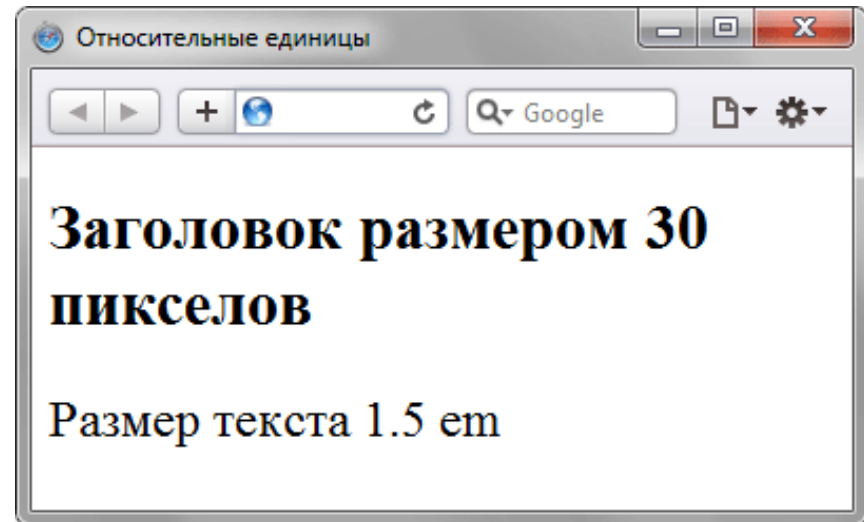 Относительные единицы
Google
Заголовок размером 30
пикселов
Размер текста 1.5 em